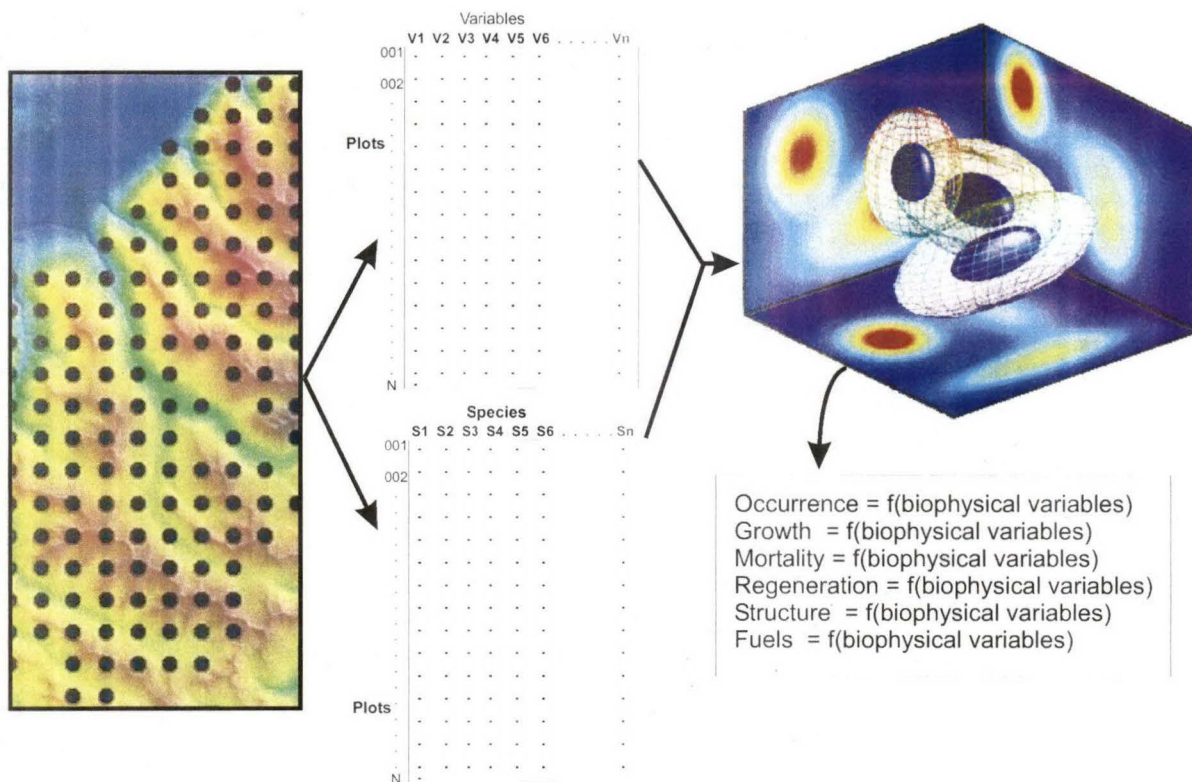 Variables
V1 V2 V3 V4 V5 V6 . . . . . Vn
001
002
Plots
N
Species
S1 S2 S3 S4 S5 S6 . . . . . . Sn
001
002
Plots
N
Occurrence = f(biophysical variables)
Growth = f(biophysical variables)
Mortality = f(biophysical variables)
Regeneration = f(biophysical variables)
Structure = f(biophysical variables)
Fuels = f(biophysical variables)